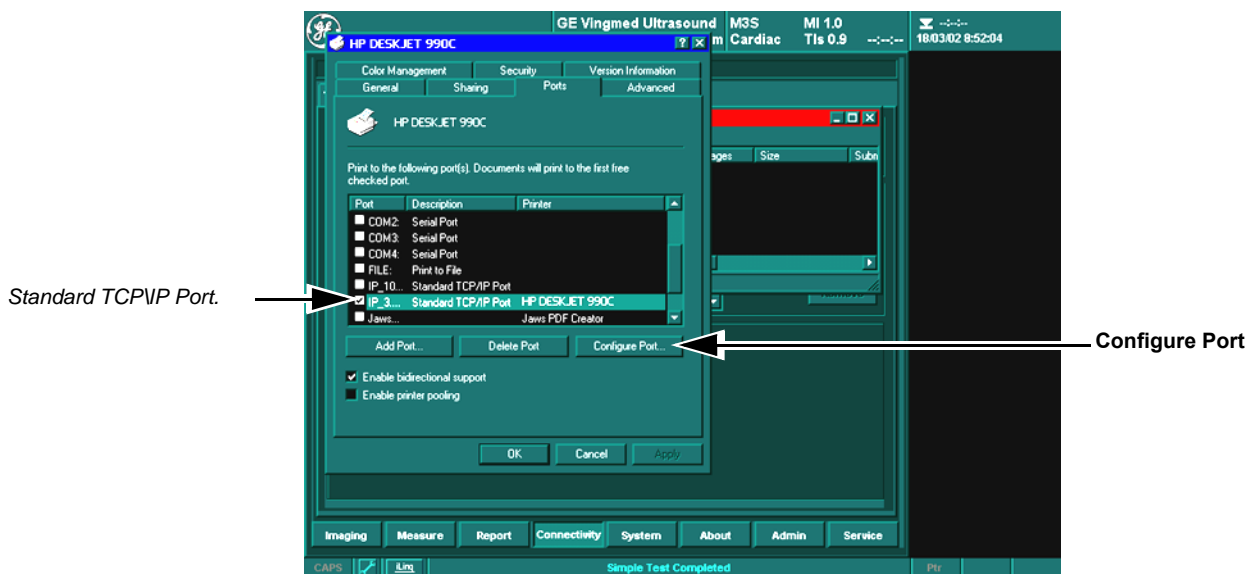 GE Vingmed Ultrasound M3S MI 1.0 --:--:--
m Cardiac TIs 0.9 --:--:-- 18/03/02 8:52:04
HP DESKJET 990C
Color Management Security Version Information
General Sharing Ports Advanced
HP DESKJET 990C
Print to the following port(s). Documents will print to the first free
checked port.
ages Size Subn
Port Description Printer
COM2: Serial Port
COM3: Serial Port
COM4: Serial Port
FILE: Print to File
IP_10... Standard TCP/IP Port
IP_3.... Standard TCP/IP Port HP DESKJET 990C
Jaws... Jaws PDF Creator
Standard TCP\IP Port.
Add Port... Delete Port Configure Port...
Configure Port
Enable bidirectional support
Enable printer pooling
OK Cancel Apply
Imaging Measure Report Connectivity System About Admin Service
CAPS iLinq Simple Test Completed Ptr